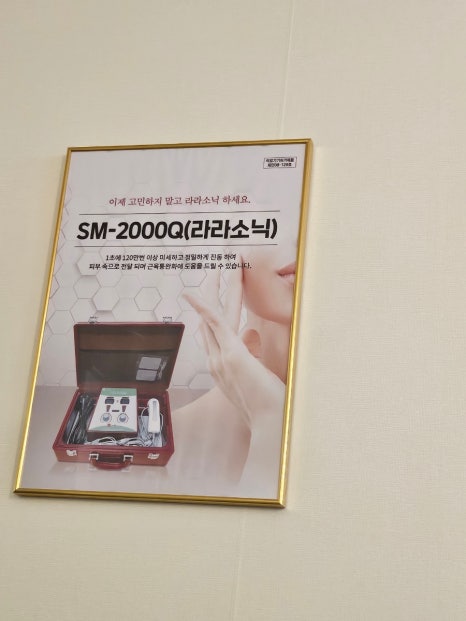 이제 고민하지 말고 라라소닉 하세요.
SM-2000Q(라라소닉)
1초에 120만번 이상 미세하고 정밀하게 진동 하여
피부 속으로 전달 되며 근육통완화에 도움을 드릴 수 있습니다.